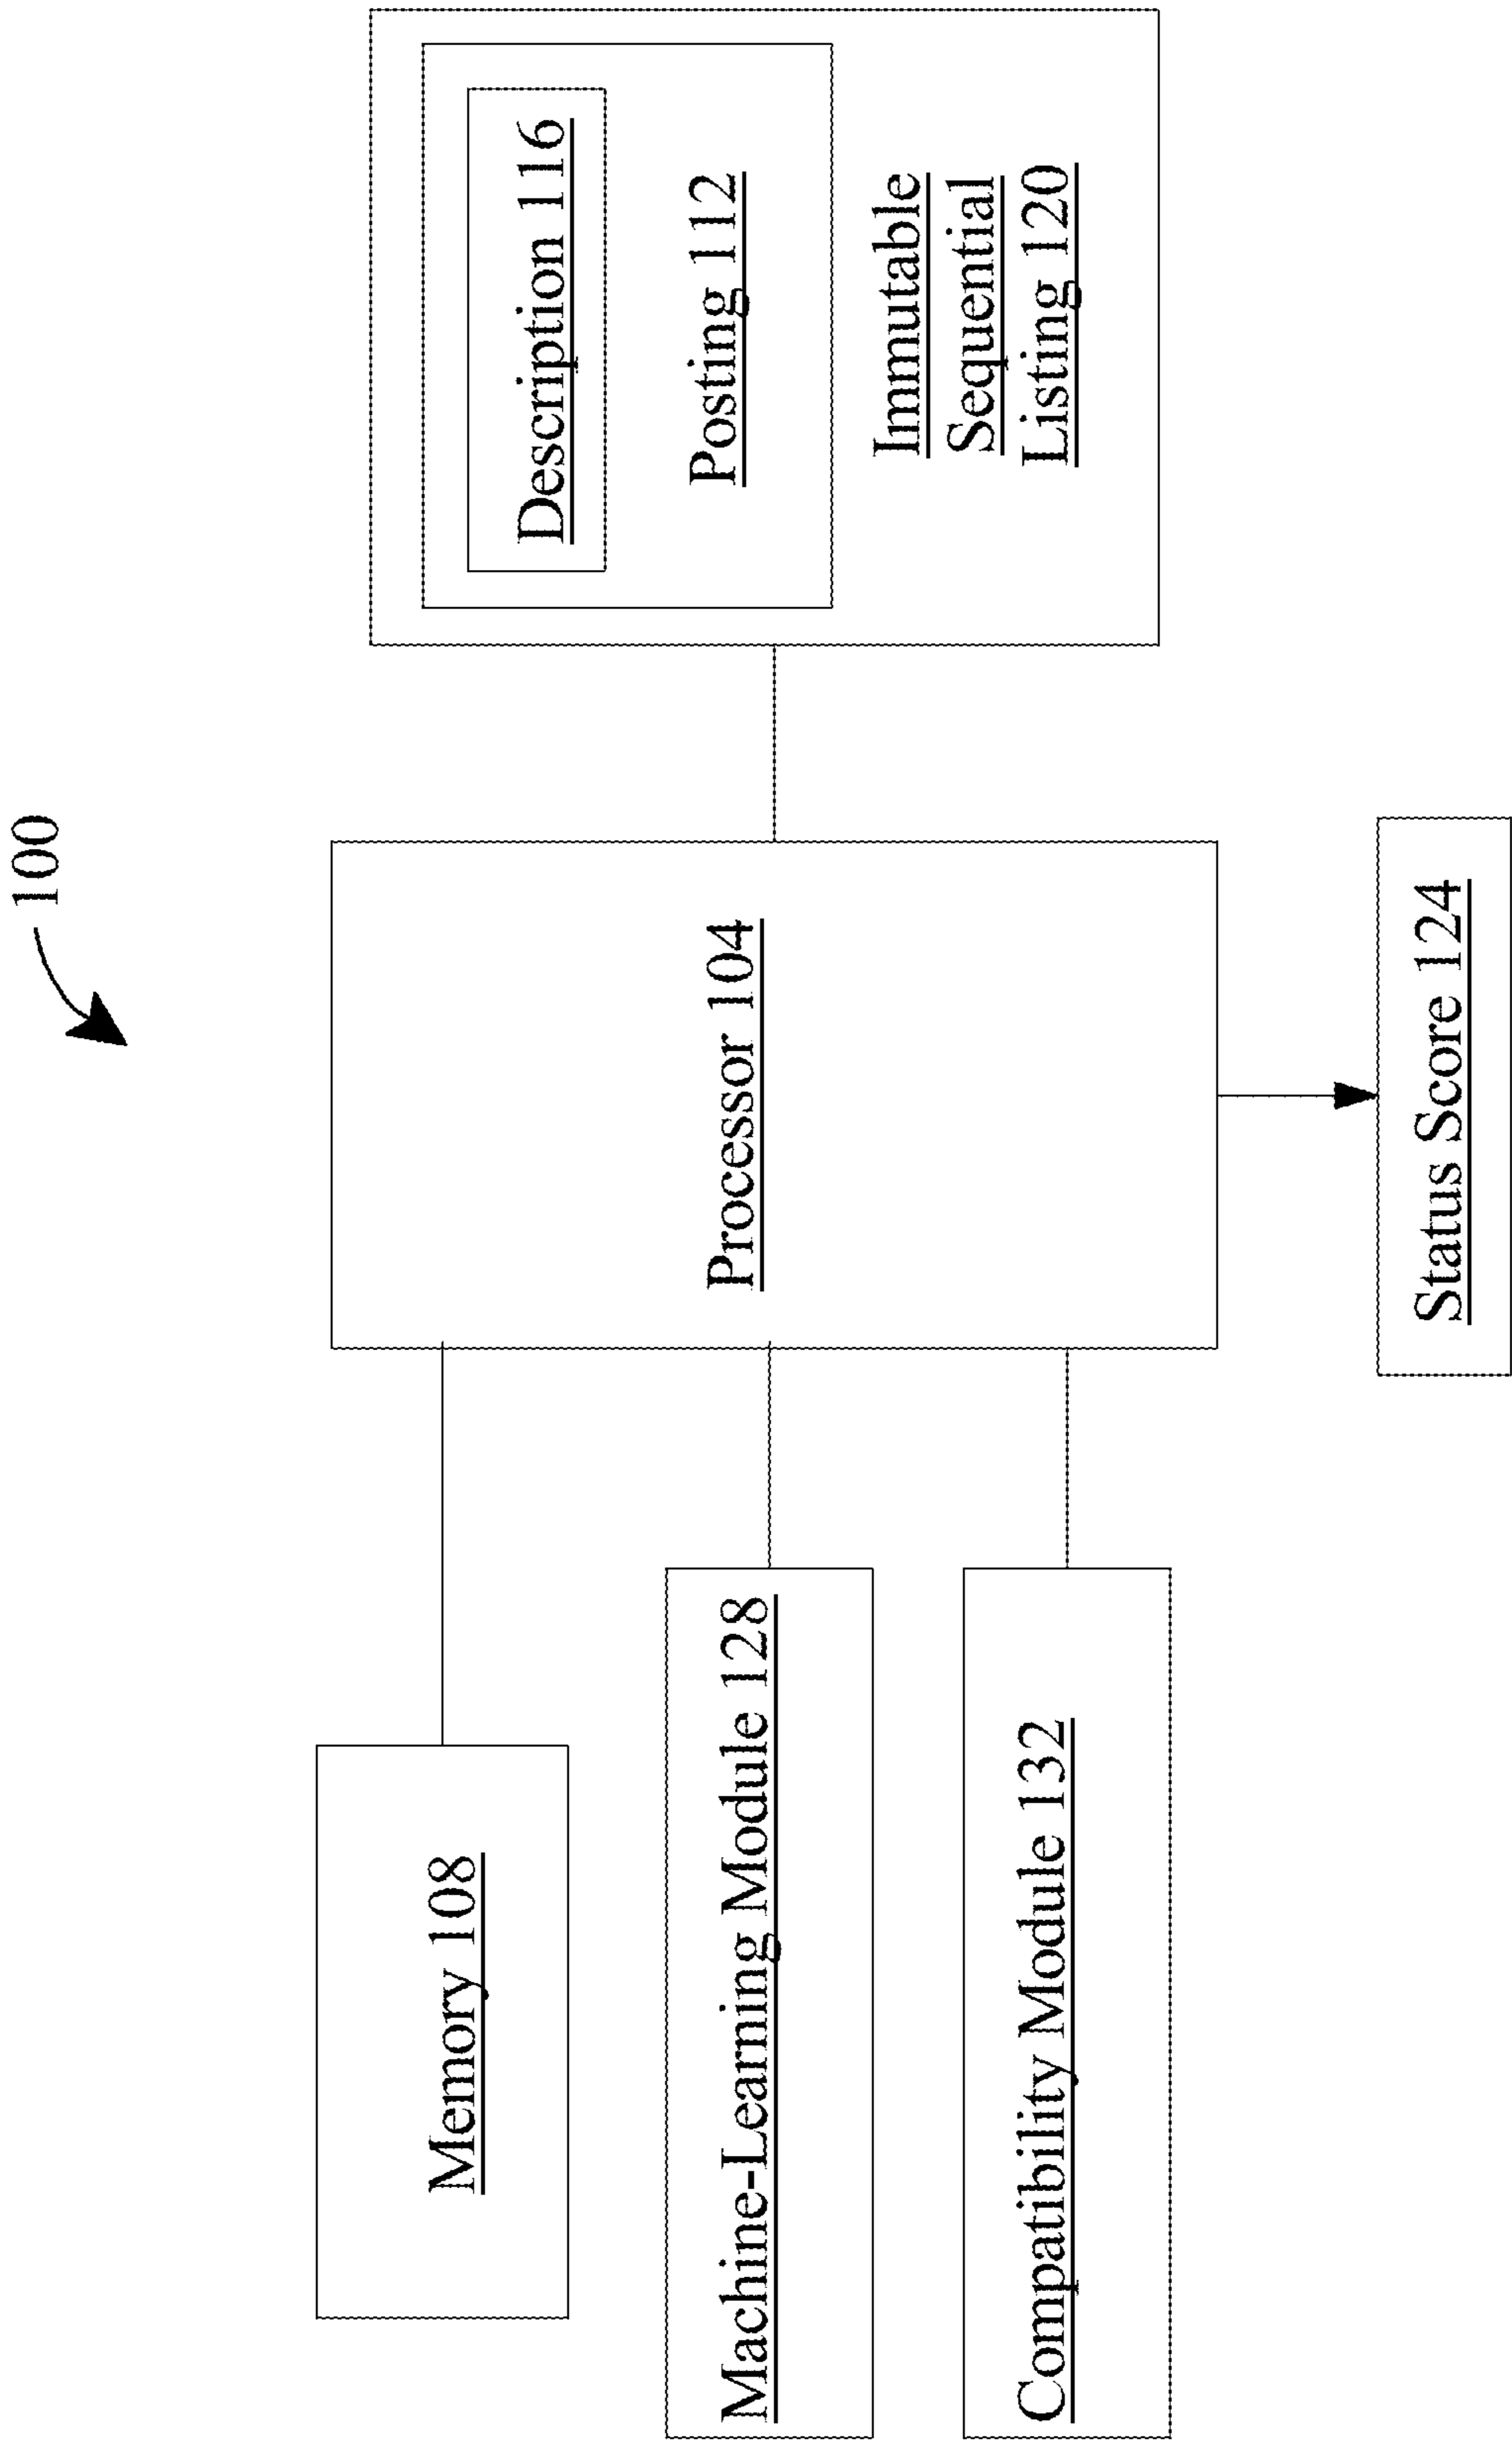 100
Memory 108
Machine-Learning Module 128
Compatibility Module 132
Processor 104
Status Score 124
Description 116
Posting 112
Immutable
Sequential
Listing 120